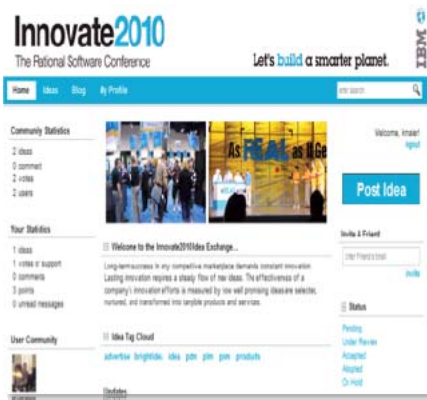 Innovate2010
The Rational Software Conference
Let's build a smarter planet.
IBM
Home Ideas Blog My Profile
enter search
Community Statistics
2 ideas
0 comment
2 votes
2 users
Welcome,
logout
As REAL as it Ge
Post Idea
Your Statistics
1 ideas
1 votes or support
0 comments
3 points
0 unread messages
Invite A Friend
Enter Friend's Email
Invite
Welcome to the Innovate2010 Idea Exchange...
Long-term success in any competitive marketplace demands constant innovation.
Lasting innovation requires a steady flow of new ideas. The effectiveness of a
company's innovation efforts is measured by how well promising ideas are selected,
nurtured, and transformed into tangible products and services.
Status
Pending
Under Review
Accepted
Adopted
On Hold
User Community
Idea Tag Cloud
advertise brightidea idea pdm plm psm products
Updates